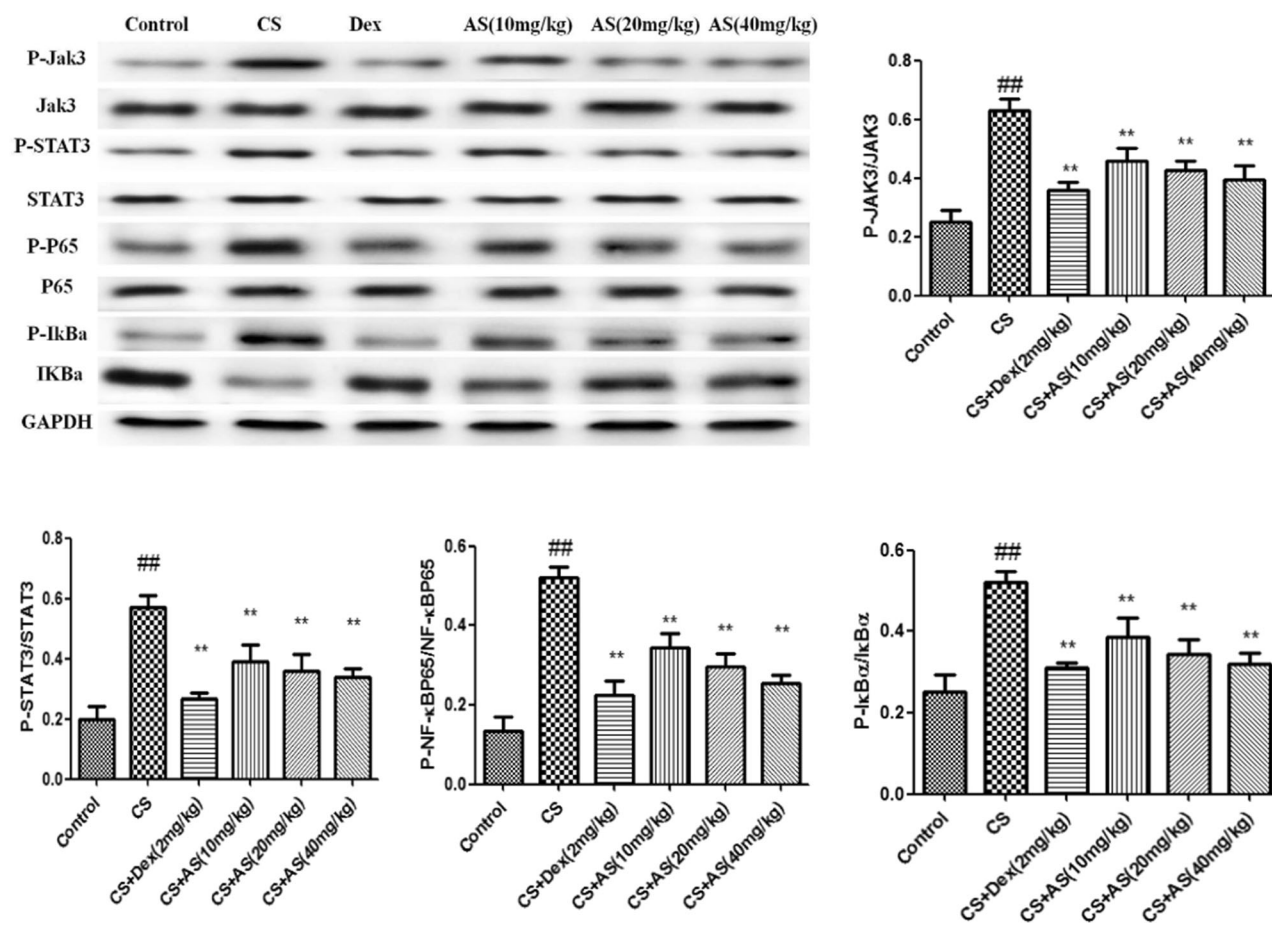 Control CS Dex AS(10mg/kg) AS(20mg/kg) AS(40mg/kg)
P-Jak3
Jak3
P-STAT3
STAT3
P-P65
P65
P-IkBa
IKBa
GAPDH
P-JAK3/JAK3
0.8
0.6
0.4
0.2
0.0
##
**
**
**
**
Control
CS
CS+Dex(2mg/kg)
CS+AS(10mg/kg)
CS+AS(20mg/kg)
CS+AS(40mg/kg)
P-STAT3/STAT3
0.8
0.6
0.4
0.2
0.0
##
**
**
**
**
Control
CS
CS+Dex(2mg/kg)
CS+AS(10mg/kg)
CS+AS(20mg/kg)
CS+AS(40mg/kg)
P-NF-κBP65/NF-κBP65
0.6
0.4
0.2
0.0
##
**
**
**
**
Control
CS
CS+Dex(2mg/kg)
CS+AS(10mg/kg)
CS+AS(20mg/kg)
CS+AS(40mg/kg)
P-IκBα/IκBα
0.6
0.4
0.2
0.0
##
**
**
**
**
Control
CS
CS+Dex(2mg/kg)
CS+AS(10mg/kg)
CS+AS(20mg/kg)
CS+AS(40mg/kg)